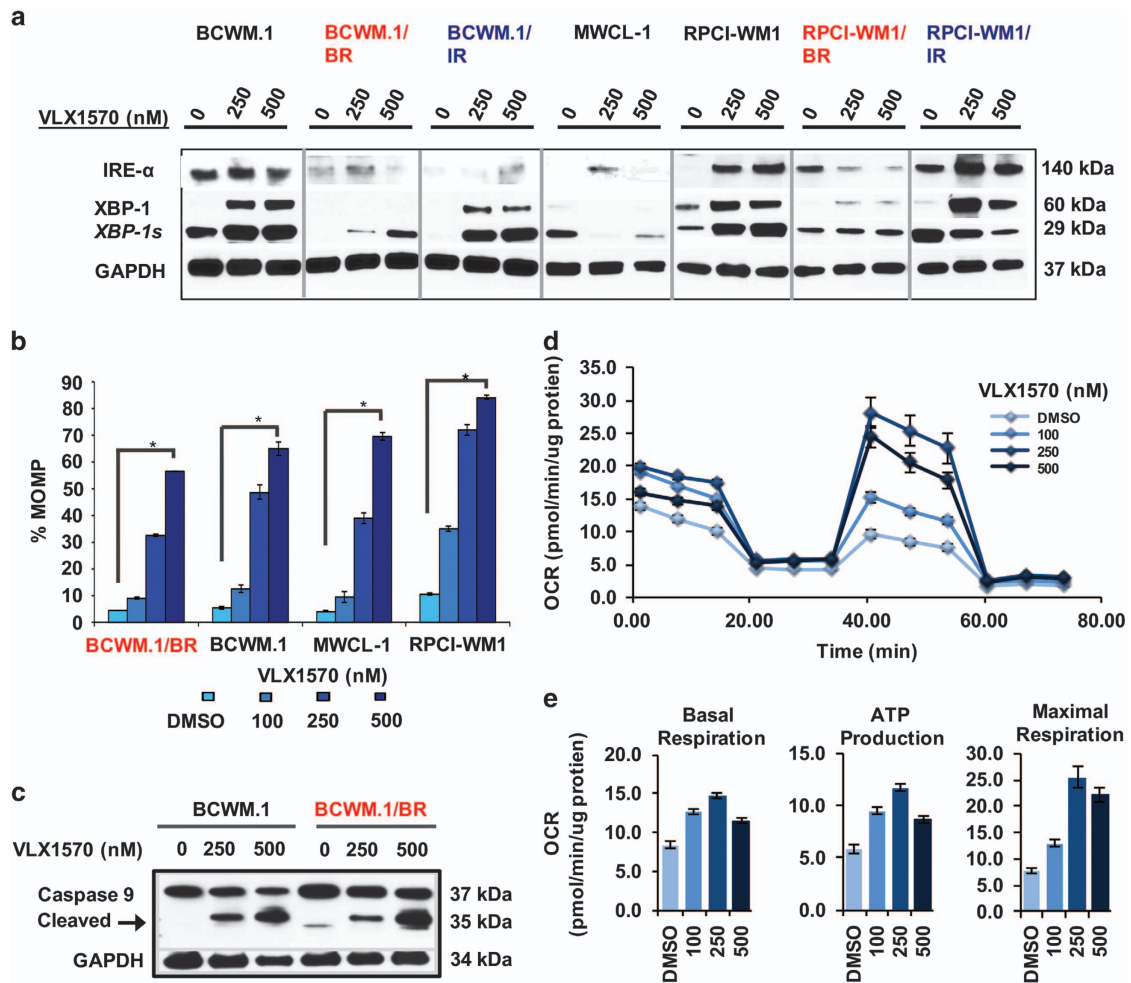 a
BCWM.1
BCWM.1/
BR
BCWM.1/
IR
MWCL-1
RPCI-WM1
RPCI-WM1/
BR
RPCI-WM1/
IR
VLX1570 (nM)
0 250 500 0 250 500 0 250 500 0 250 500 0 250 500 0 250 500 0 250 500
IRE-α
140 kDa
XBP-1
60 kDa
XBP-1s
29 kDa
GAPDH
37 kDa
b
% MOMP
90
80
70
60
50
40
30
20
10
0
* * * *
BCWM.1/BR BCWM.1 MWCL-1 RPCI-WM1
VLX1570 (nM)
DMSO 100 250 500
c
BCWM.1 BCWM.1/BR
VLX1570 (nM) 0 250 500 0 250 500
Caspase 9 37 kDa
Cleaved 35 kDa
GAPDH 34 kDa
d
OCR (pmol/min/ug protien)
35.0
30.0
25.0
20.0
15.0
10.0
5.0
0.0
0.00 20.00 40.00 60.00 80.00
Time (min)
VLX1570 (nM)
DMSO
100
250
500
e
OCR
(pmol/min/ug protien)
Basal
Respiration
20.0
15.0
10.0
5.0
0.0
DMSO 100 250 500
ATP
Production
15.0
10.0
5.0
0.0
DMSO 100 250 500
Maximal
Respiration
30.0
25.0
20.0
15.0
10.0
5.0
0.0
DMSO 100 250 500